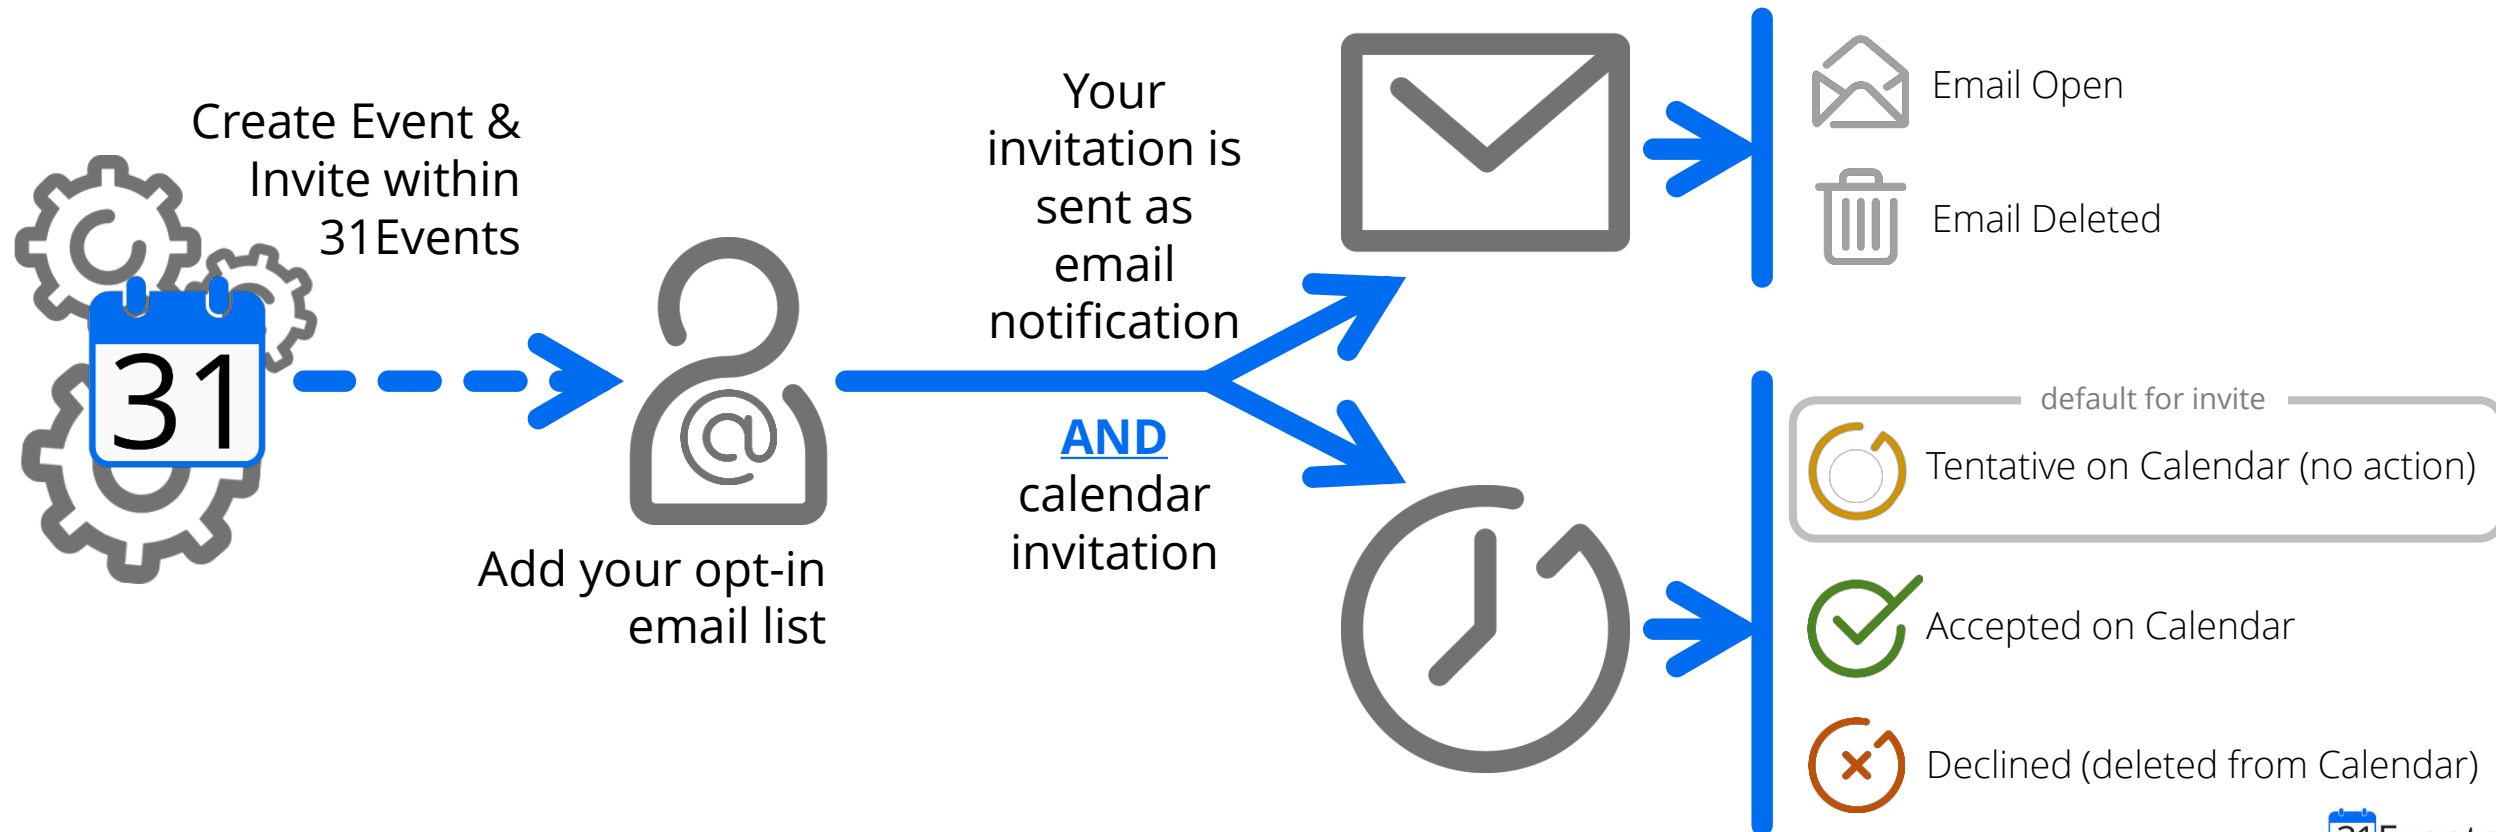 Create Event &
Invite within
31Events
31
Add your opt-in
email list
Your
invitation is
sent as
email
notification
AND
calendar
invitation
@
Email Open
Email Deleted
default for invite
Tentative on Calendar (no action)
Accepted on Calendar
Declined (deleted from Calendar)